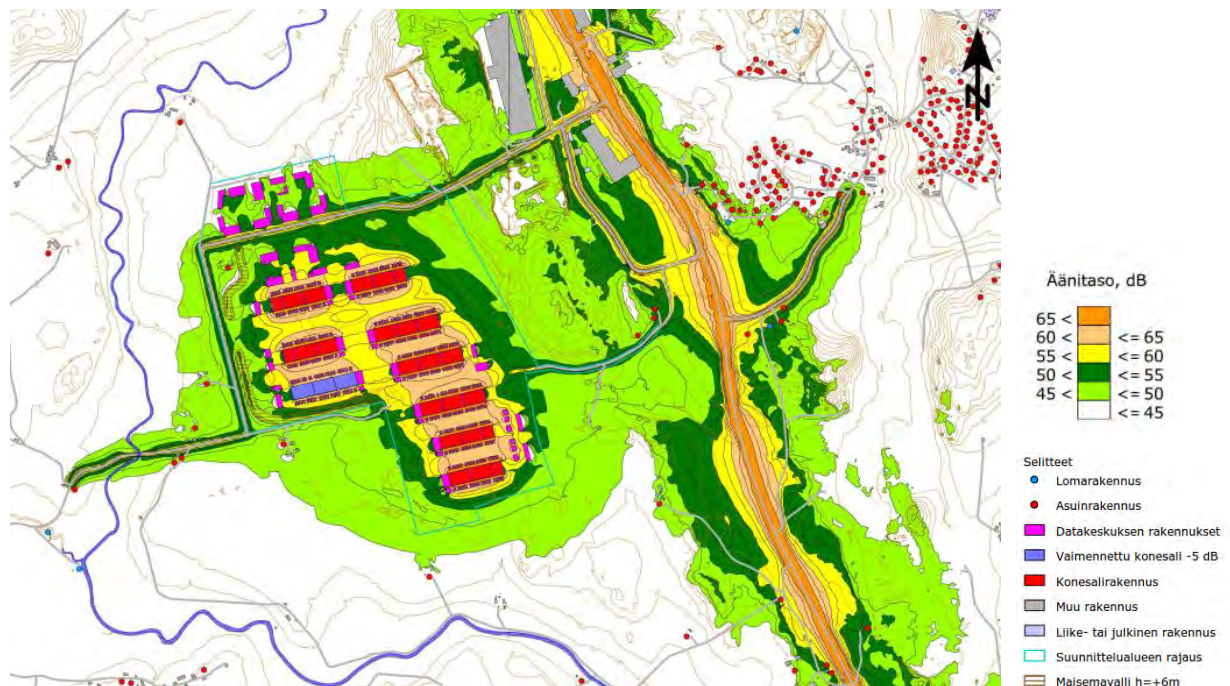 N
Äänitaso, dB
65 <
60 < <= 65
55 < <= 60
50 < <= 55
45 < <= 50
<= 45
Selitteet
Lomarakennus
Asuinrakennus
Datakeskuksen rakennukset
Vaimennettu konesali -5 dB
Konesalirakennus
Muu rakennus
Liike- tai julkinen rakennus
Suunnittelualueen rajaus
Maisemavalli h=+6m